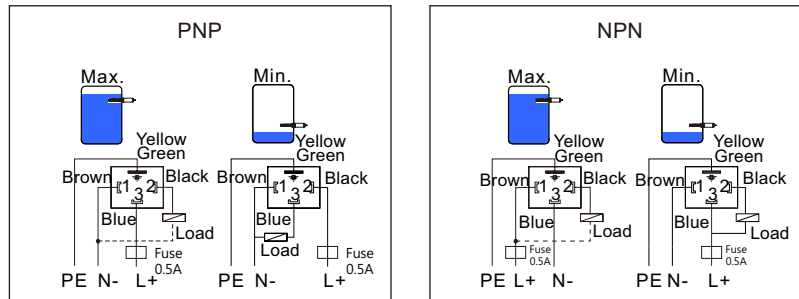 PNP
NPN
Max.
Min.
Max.
Min.
Yellow
Green
Yellow
Green
Yellow
Green
Yellow
Green
Brown
1
2
3
Black
Brown
1
2
3
Black
Brown
1
2
3
Black
Brown
1
2
3
Black
Blue
Blue
Blue
Blue
Load
Load
Load
Load
Fuse
0.5A
Fuse
0.5A
Fuse
0.5A
Fuse
0.5A
PE N- L+
PE N- L+
PE L+ N-
PE N- L+